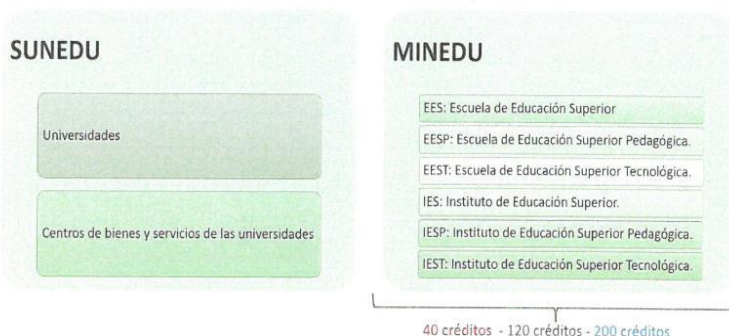 SUNEDU
Universidades
Centros de bienes y servicios de las universidades
MINEDU
EES: Escuela de Educación Superior
EESP: Escuela de Educación Superior Pedagógica.
EEST: Escuela de Educación Superior Tecnológica.
IES: Instituto de Educación Superior.
IESP: Instituto de Educación Superior Pedagógica.
IEST: Instituto de Educación Superior Tecnológica.
40 créditos - 120 créditos - 200 créditos